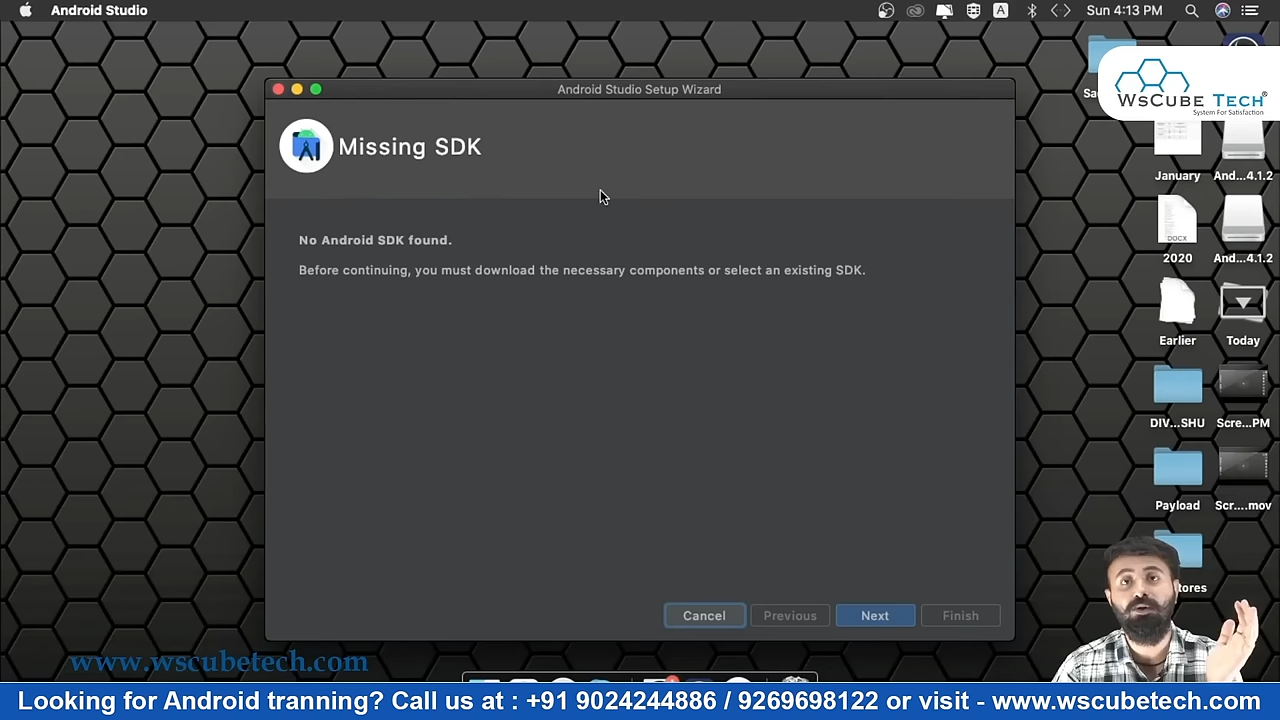 Android Studio
A
Sun 4:13 PM
Android Studio Setup Wizard
WsCube Tech®
System For Satisfaction
Missing SDK
January
And...4.1.2
No Android SDK found.
Before continuing, you must download the necessary components or select an existing SDK.
DOCX
2020
And...4.1.2
Earlier
Today
DIV...SHU
Scre...PM
Payload
Scr....mov
Cancel
Previous
Next
Finish
www.wscubetech.com
Looking for Android tranning? Call us at : +91 9024244886 / 9269698122 or visit - www.wscubetech.com